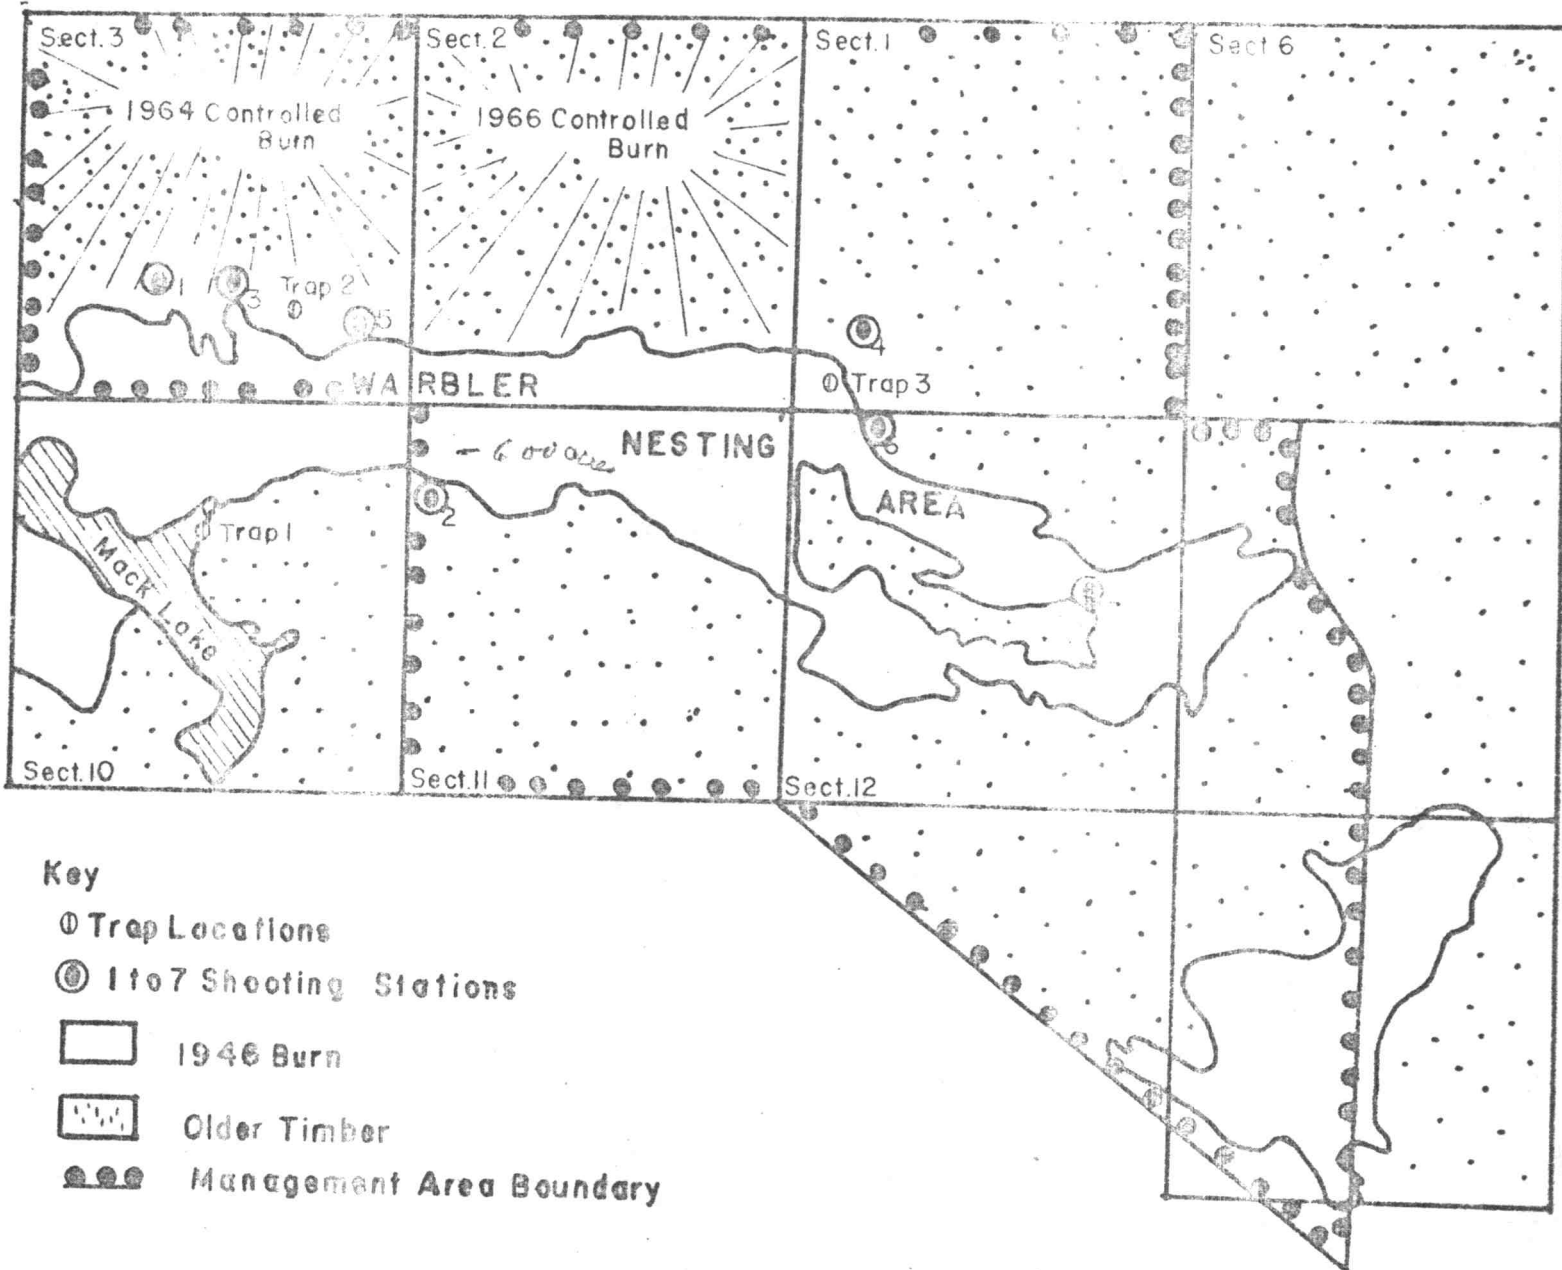 Sect. 3
Sect. 2
Sect. 1
Sect 6
1964 Controlled
Burn
1966 Controlled
Burn
1
3
Trap 2
5
4
Trap 3
WARBLER
NESTING
AREA
6
- 600 acres
2
Trap 1
Mack Lake
Sect. 10
Sect. 11
Sect. 12
Key
Trap Locations
1 to 7 Shooting Stations
1946 Burn
Older Timber
Management Area Boundary